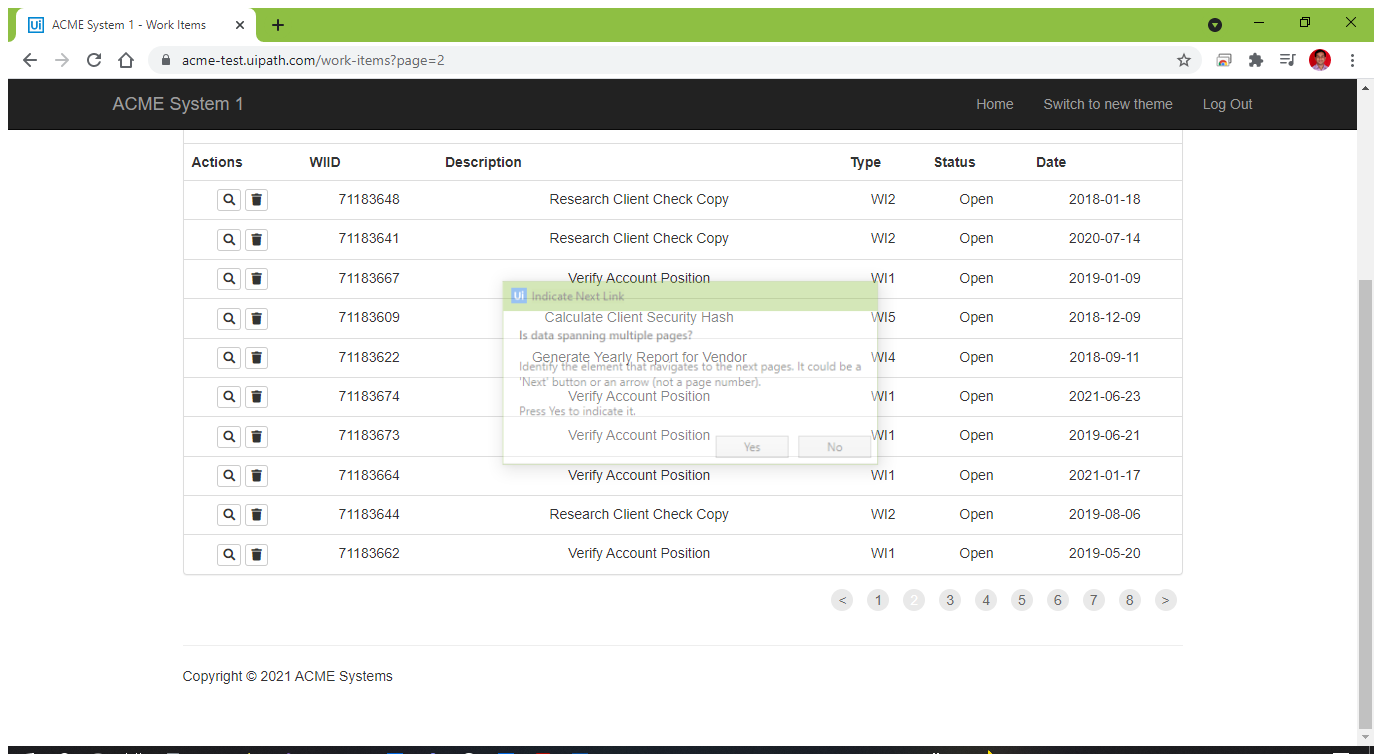 Ui ACME System 1 - Work Items
acme-test.uipath.com/work-items?page=2
ACME System 1 Home Switch to new theme Log Out
Actions WIID Description Type Status Date
71183648 Research Client Check Copy WI2 Open 2018-01-18
71183641 Research Client Check Copy WI2 Open 2020-07-14
71183667 Verify Account Position WI1 Open 2019-01-09
Ui Indicate Next Link
71183609 Calculate Client Security Hash WI5 Open 2018-12-09
Is data spanning multiple pages?
71183622 Generate Yearly Report for Vendor WI4 Open 2018-09-11
Identify the element that navigates to the next pages. It could be a
'Next' button or an arrow (not a page number).
71183674 Verify Account Position WI1 Open 2021-06-23
Press Yes to indicate it.
71183673 Verify Account Position WI1 Open 2019-06-21
Yes No
71183664 Verify Account Position WI1 Open 2021-01-17
71183644 Research Client Check Copy WI2 Open 2019-08-06
71183662 Verify Account Position WI1 Open 2019-05-20
< 1 2 3 4 5 6 7 8 >
Copyright © 2021 ACME Systems